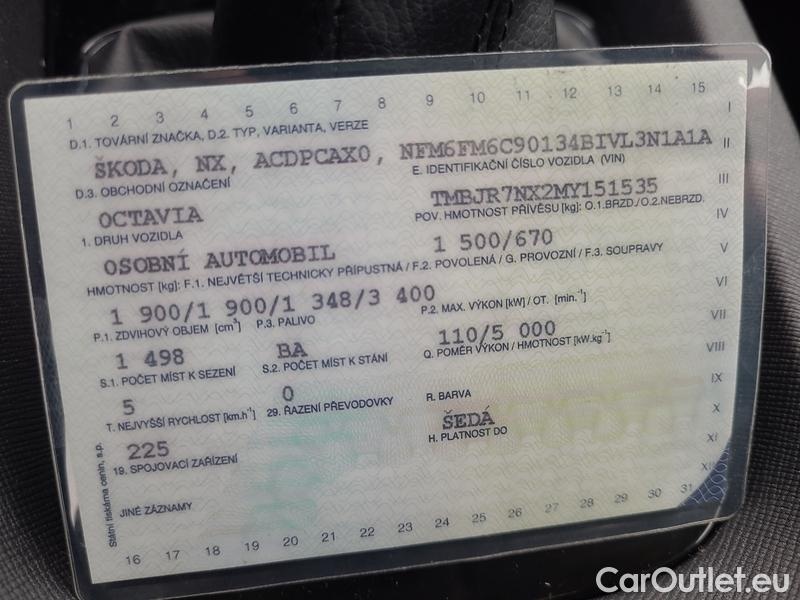 1 2 3 4 5 6 7 8 9 10 11 12 13 14 15
D.1. TOVÁRNÍ ZNAČKA, D.2. TYP, VARIANTA, VERZE
I
ŠKODA, NX, ACDPCAX0, NFM6FM6C90134BIVL3N1A1A
II
D.3. OBCHODNÍ OZNAČENÍ
E. IDENTIFIKAČNÍ ČÍSLO VOZIDLA (VIN)
OCTAVIA
TMBJR7NX2MY151535
III
1. DRUH VOZIDLA
POV. HMOTNOST PŘÍVĚSU [kg]: O.1.BRZD./O.2.NEBRZD.
IV
OSOBNÍ AUTOMOBIL
1 500/670
V
HMOTNOST [kg]: F.1. NEJVĚTŠÍ TECHNICKY PŘÍPUSTNÁ / F.2. POVOLENÁ / G. PROVOZNÍ / F.3. SOUPRAVY
1 900/1 900/1 348/3 400
VI
P.1. ZDVIHOVÝ OBJEM [cm³]
P.3. PALIVO
P.2. MAX. VÝKON [kW] / OT. [min.⁻¹]
1 498
BA
110/5 000
VII
S.1. POČET MÍST K SEZENÍ
S.2. POČET MÍST K STÁNÍ
Q. POMĚR VÝKON / HMOTNOST [kW.kg⁻¹]
VIII
5
0
IX
T. NEJVYŠŠÍ RYCHLOST [km.h⁻¹]
29. ŘAZENÍ PŘEVODOVKY
R. BARVA
225
ŠEDÁ
X
19. SPOJOVACÍ ZAŘÍZENÍ
H. PLATNOST DO
XI
JINÉ ZÁZNAMY
Státní tiskárna cenin, s.p.
16 17 18 19 20 21 22 23 24 25 26 27 28 29 30 31
CarOutlet.eu